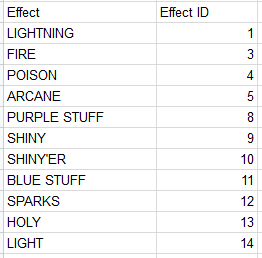 Effect Effect ID
LIGHTNING 1
FIRE 3
POISON 4
ARCANE 5
PURPLE STUFF 8
SHINY 9
SHINY'ER 10
BLUE STUFF 11
SPARKS 12
HOLY 13
LIGHT 14